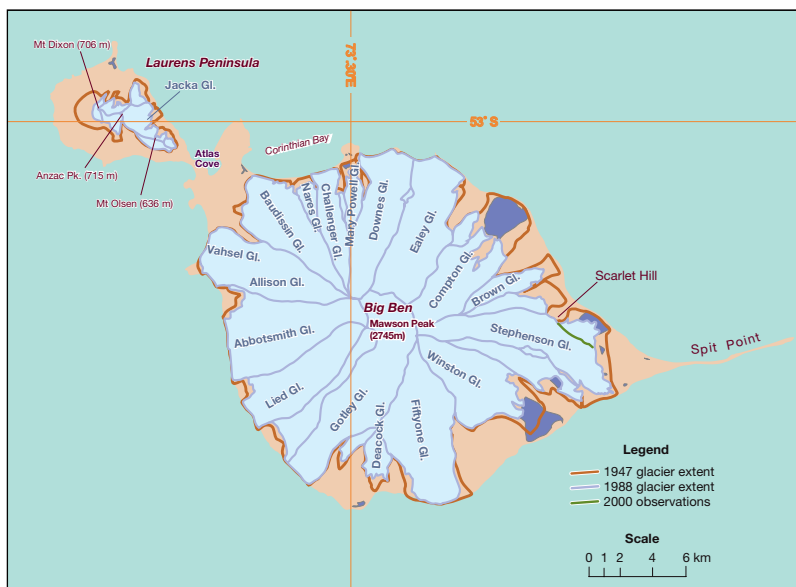 Mt Dixon (706 m)
Laurens Peninsula
Jacka Gl.
73° 30'E
53° S
Atlas
Cove
Corinthian Bay
Anzac Pk. (715 m)
Mt Olsen (636 m)
Baudissin Gl.
Nares Gl.
Challenger Gl.
Mary Powell Gl.
Downes Gl.
Ealey Gl.
Compton Gl.
Brown Gl.
Vahsel Gl.
Allison Gl.
Scarlet Hill
Big Ben
Mawson Peak
(2745m)
Stephenson Gl.
Abbotsmith Gl.
Spit Point
Winston Gl.
Lied Gl.
Gotley Gl.
Deacock Gl.
Fiftyone Gl.
Legend
1947 glacier extent
1988 glacier extent
2000 observations
Scale
0 1 2 4 6 km